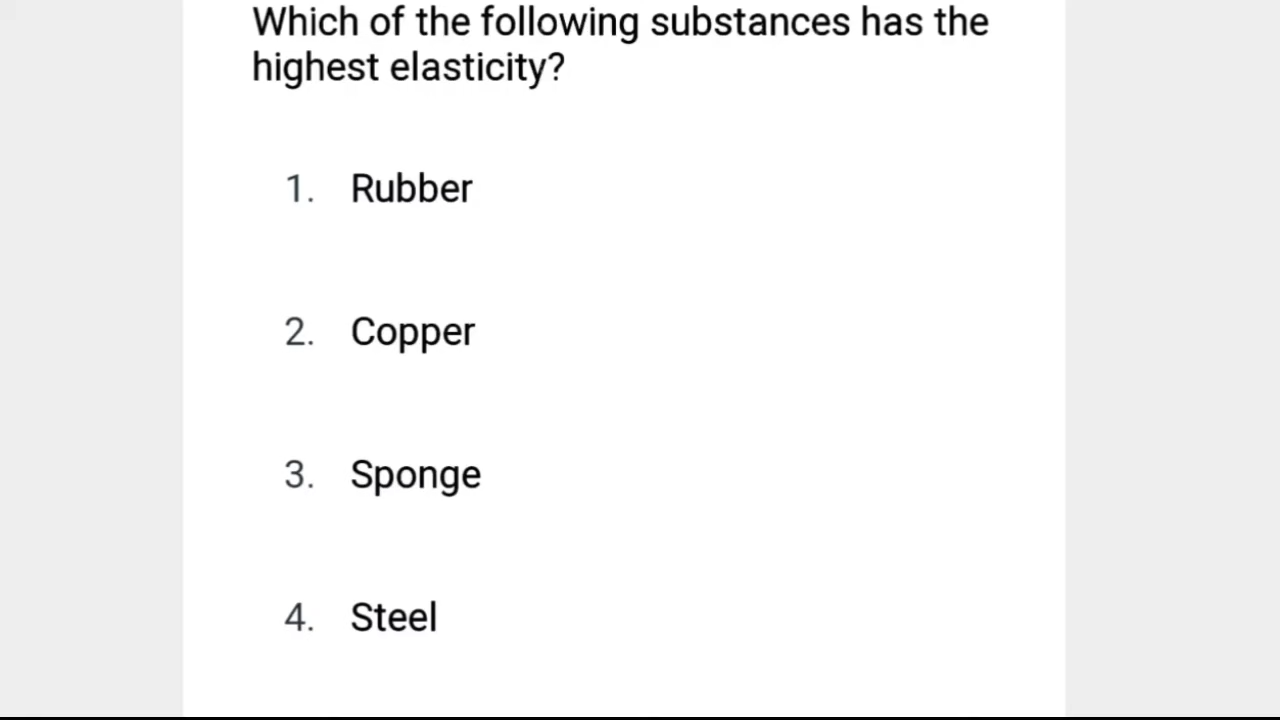 Which of the following substances has the
highest elasticity?
1. Rubber
2. Copper
3. Sponge
4. Steel